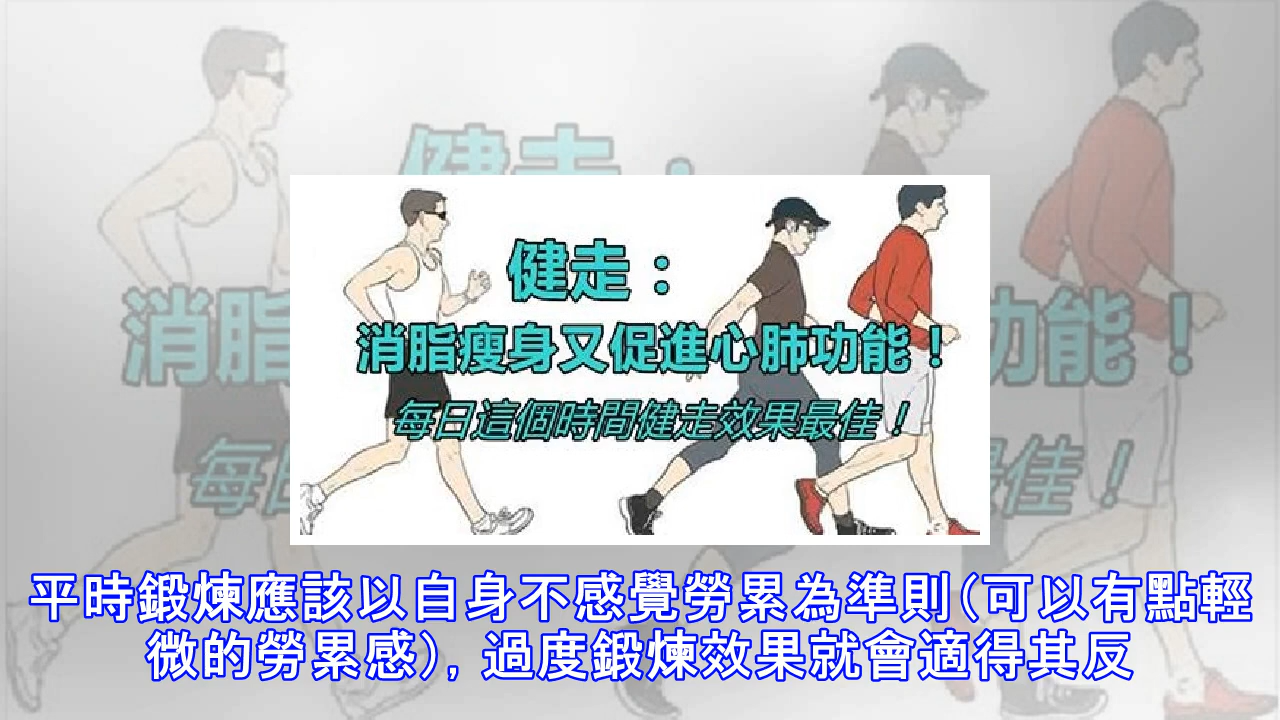 健走：
消脂瘦身又促進心肺功能！
每日這個時間健走效果最佳！
平時鍛煉應該以自身不感覺勞累為準則(可以有點輕
微的勞累感)，過度鍛煉效果就會適得其反